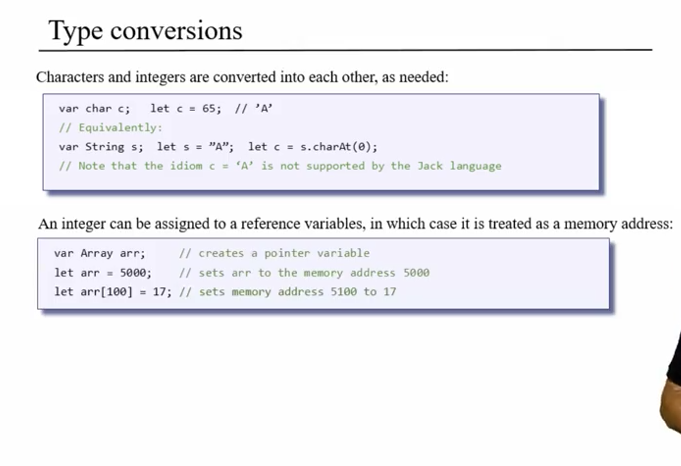 Type conversions
Characters and integers are converted into each other, as needed:
var char c;   let c = 65;  // ’A’
// Equivalently:
var String s;  let s = ”A”;  let c = s.charAt(0);
// Note that the idiom c = ‘A’ is not supported by the Jack language
An integer can be assigned to a reference variables, in which case it is treated as a memory address:
var Array arr;     // creates a pointer variable
let arr = 5000;    // sets arr to the memory address 5000
let arr[100] = 17; // sets memory address 5100 to 17